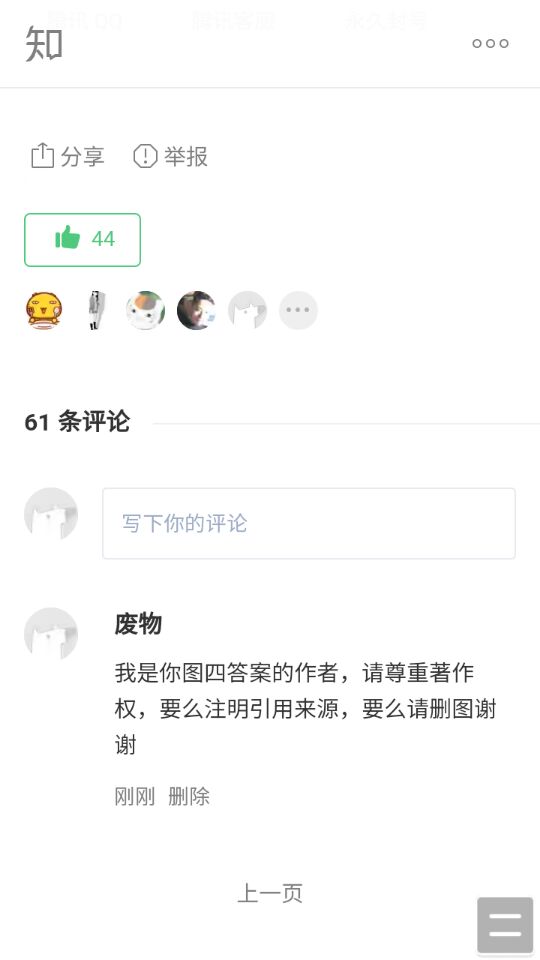 腾讯 QQ 腾讯客服 永久封号
知
分享 举报
44
61 条评论
写下你的评论
废物
我是你图四答案的作者，请尊重著作
权，要么注明引用来源，要么请删图谢
谢
刚刚 删除
上一页